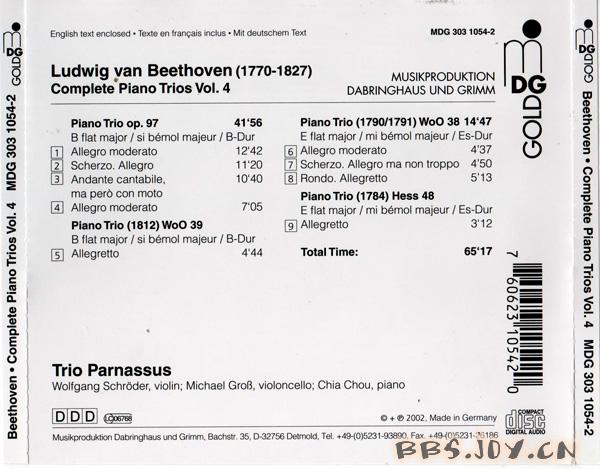 English text enclosed • Texte en français inclus • Mit deutschem Text
MDG 303 1054-2
Ludwig van Beethoven (1770-1827)
Complete Piano Trios Vol. 4
MUSIKPRODUKTION
DABRINGHAUS UND GRIMM
Piano Trio op. 97 41'56
B flat major / si bémol majeur / B-Dur
1 Allegro moderato 12'42
2 Scherzo. Allegro 11'20
3 Andante cantabile, 10'40
ma però con moto
4 Allegro moderato 7'05
Piano Trio (1812) WoO 39
B flat major / si bémol majeur / B-Dur
5 Allegretto 4'44
Piano Trio (1790/1791) WoO 38 14'47
E flat major / mi bémol majeur / Es-Dur
6 Allegro moderato 4'37
7 Scherzo. Allegro ma non troppo 4'50
8 Rondo. Allegretto 5'13
Piano Trio (1784) Hess 48
E flat major / mi bémol majeur / Es-Dur
9 Allegretto 3'12
Total Time: 65'17
Trio Parnassus
Wolfgang Schröder, violin; Michael Groß, violoncello; Chia Chou, piano
DDD
LC06768
© + ℗ 2002, Made in Germany
COMPACT
disc
DIGITAL AUDIO
Musikproduktion Dabringhaus und Grimm, Bachstr. 35, D-32756 Detmold, Tel. +49-(0)5231-93890, Fax. +49-(0)5231-26186
BBS.JOY.CN
DG
GOLD
7 60623 10542 0
Beethoven • Complete Piano Trios Vol. 4 MDG 303 1054-2
DG
GOLD
Beethoven • Complete Piano Trios Vol. 4 MDG 303 1054-2
DG
GOLD